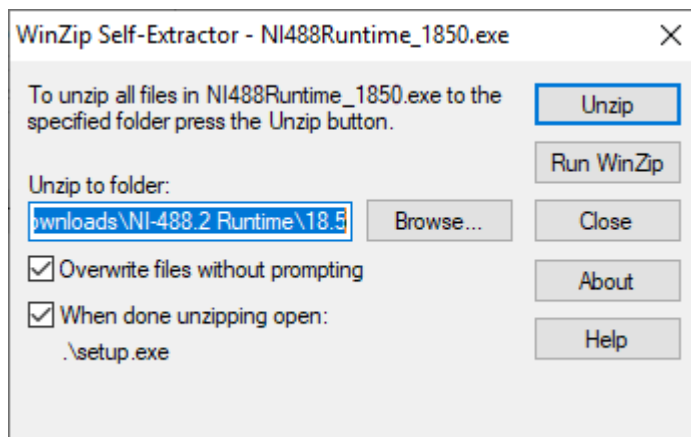 WinZip Self-Extractor - NI488Runtime_1850.exe
To unzip all files in NI488Runtime_1850.exe to the
specified folder press the Unzip button.
Unzip
Run WinZip
Unzip to folder:
ownloads\NI-488.2 Runtime\18.5
Browse...
Close
Overwrite files without prompting
About
When done unzipping open:
.\setup.exe
Help